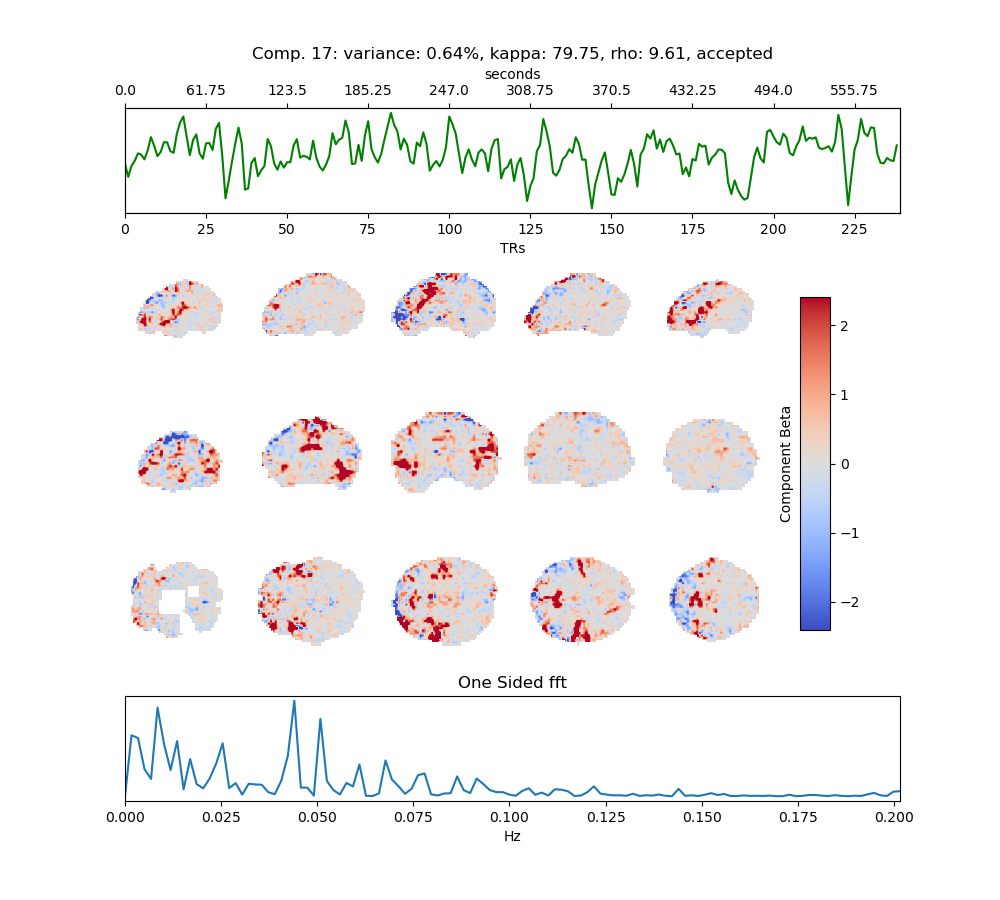 Comp. 17: variance: 0.64%, kappa: 79.75, rho: 9.61, accepted
seconds
0.0 61.75 123.5 185.25 247.0 308.75 370.5 432.25 494.0 555.75
0 25 50 75 100 125 150 175 200 225
TRs
2
1
0
−1
−2
Component Beta
One Sided fft
0.000 0.025 0.050 0.075 0.100 0.125 0.150 0.175 0.200
Hz